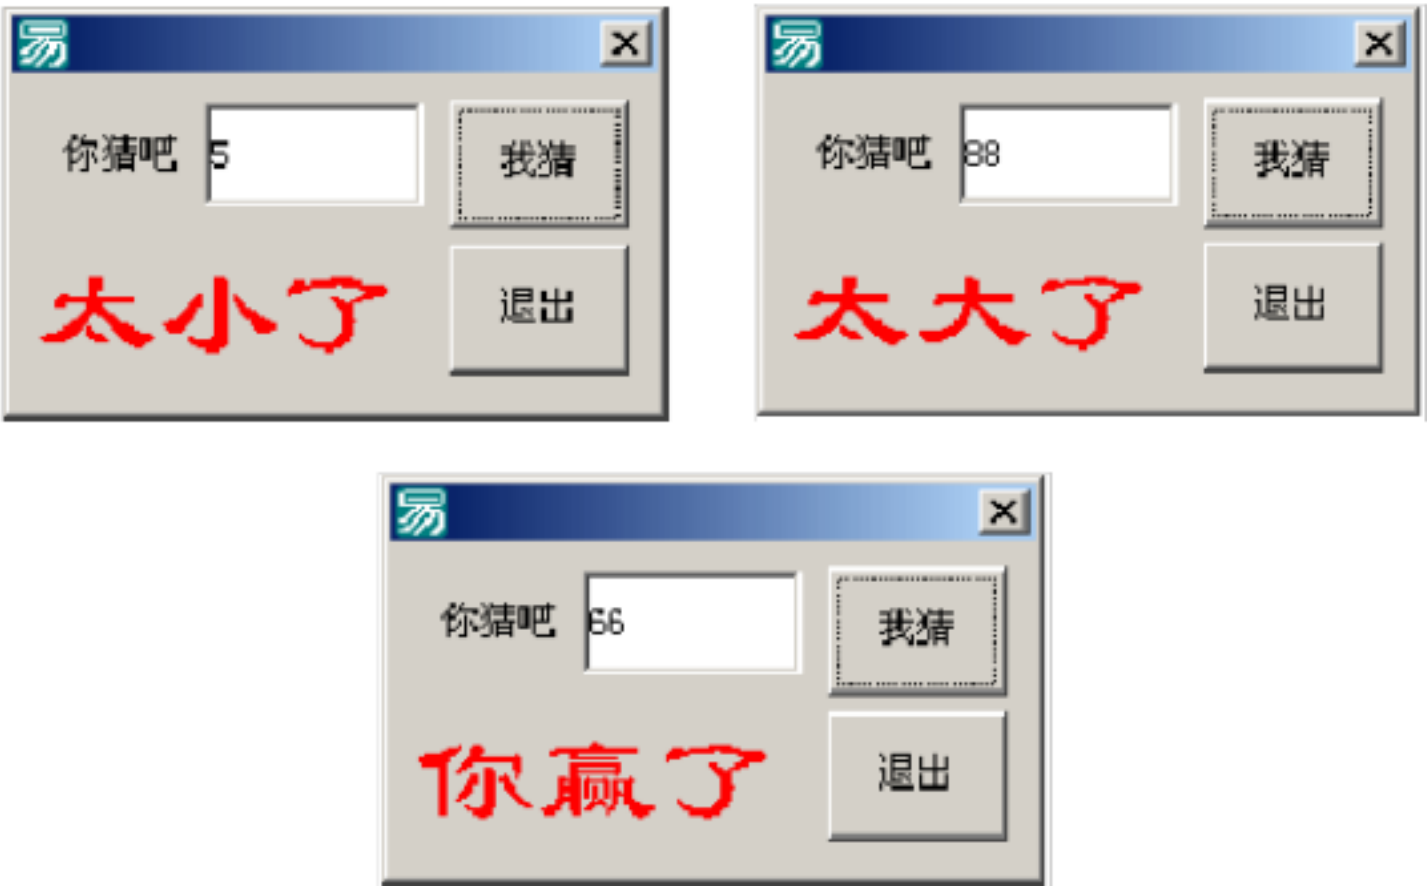 易
你猜吧 5 我猜
太小了 退出
易
你猜吧 88 我猜
太大了 退出
易
你猜吧 66 我猜
你赢了 退出